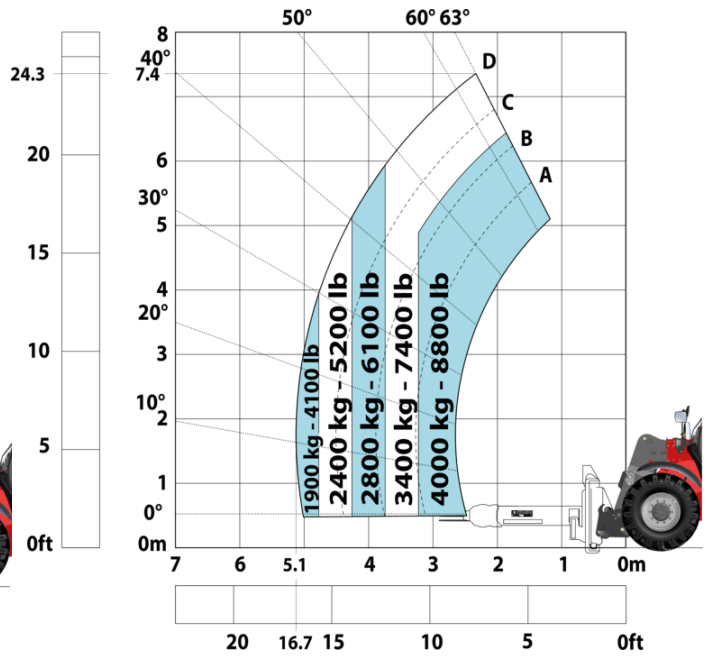 50° 60° 63°
8
40°
24.3 7.4
D
C
B
A
20
6
30°
5
15
4
20°
3
10
10°
2
5
1
0°
0ft 0m
1900 kg - 4100 lb
2400 kg - 5200 lb
2800 kg - 6100 lb
3400 kg - 7400 lb
4000 kg - 8800 lb
7 6 5.1 4 3 2 1 0m
20 16.7 15 10 5 0ft